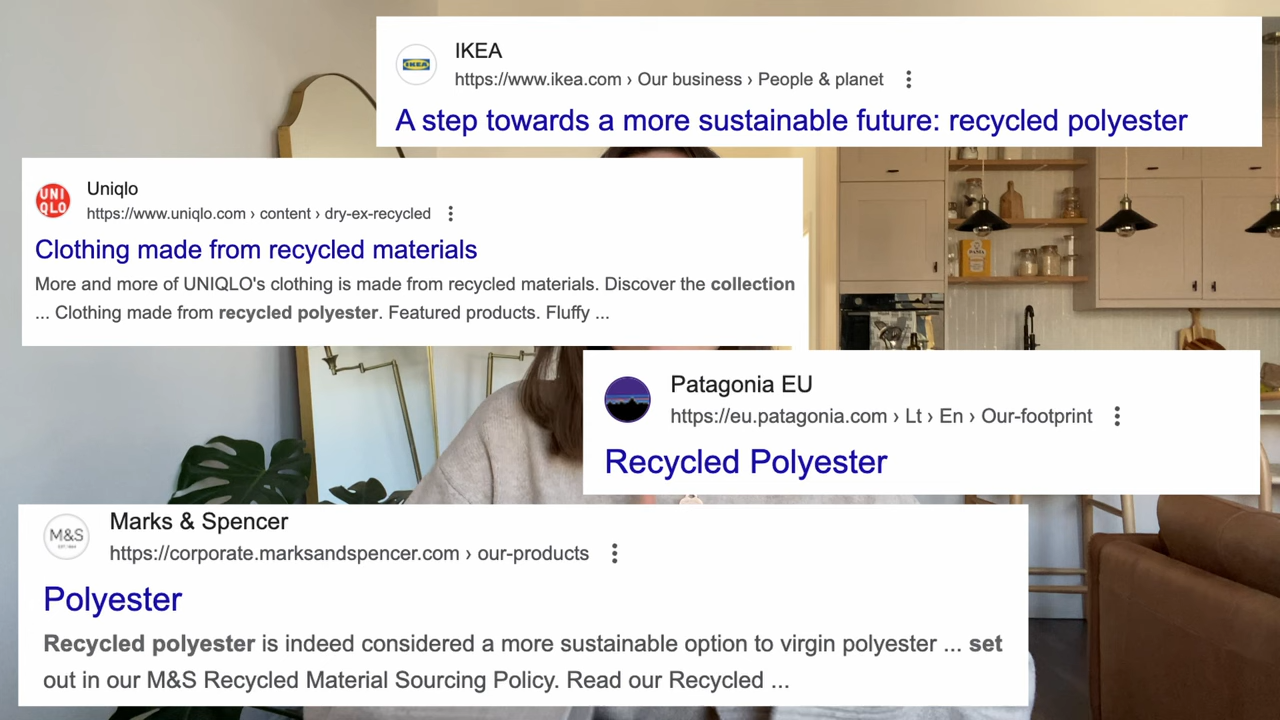 IKEA
IKEA
https://www.ikea.com › Our business › People & planet
A step towards a more sustainable future: recycled polyester
UNI
QLO
Uniqlo
https://www.uniqlo.com › content › dry-ex-recycled
Clothing made from recycled materials
More and more of UNIQLO's clothing is made from recycled materials. Discover the collection
... Clothing made from recycled polyester. Featured products. Fluffy ...
Patagonia EU
https://eu.patagonia.com › Lt › En › Our-footprint
Recycled Polyester
M&S
Marks & Spencer
https://corporate.marksandspencer.com › our-products
Polyester
Recycled polyester is indeed considered a more sustainable option to virgin polyester ... set
out in our M&S Recycled Material Sourcing Policy. Read our Recycled ...